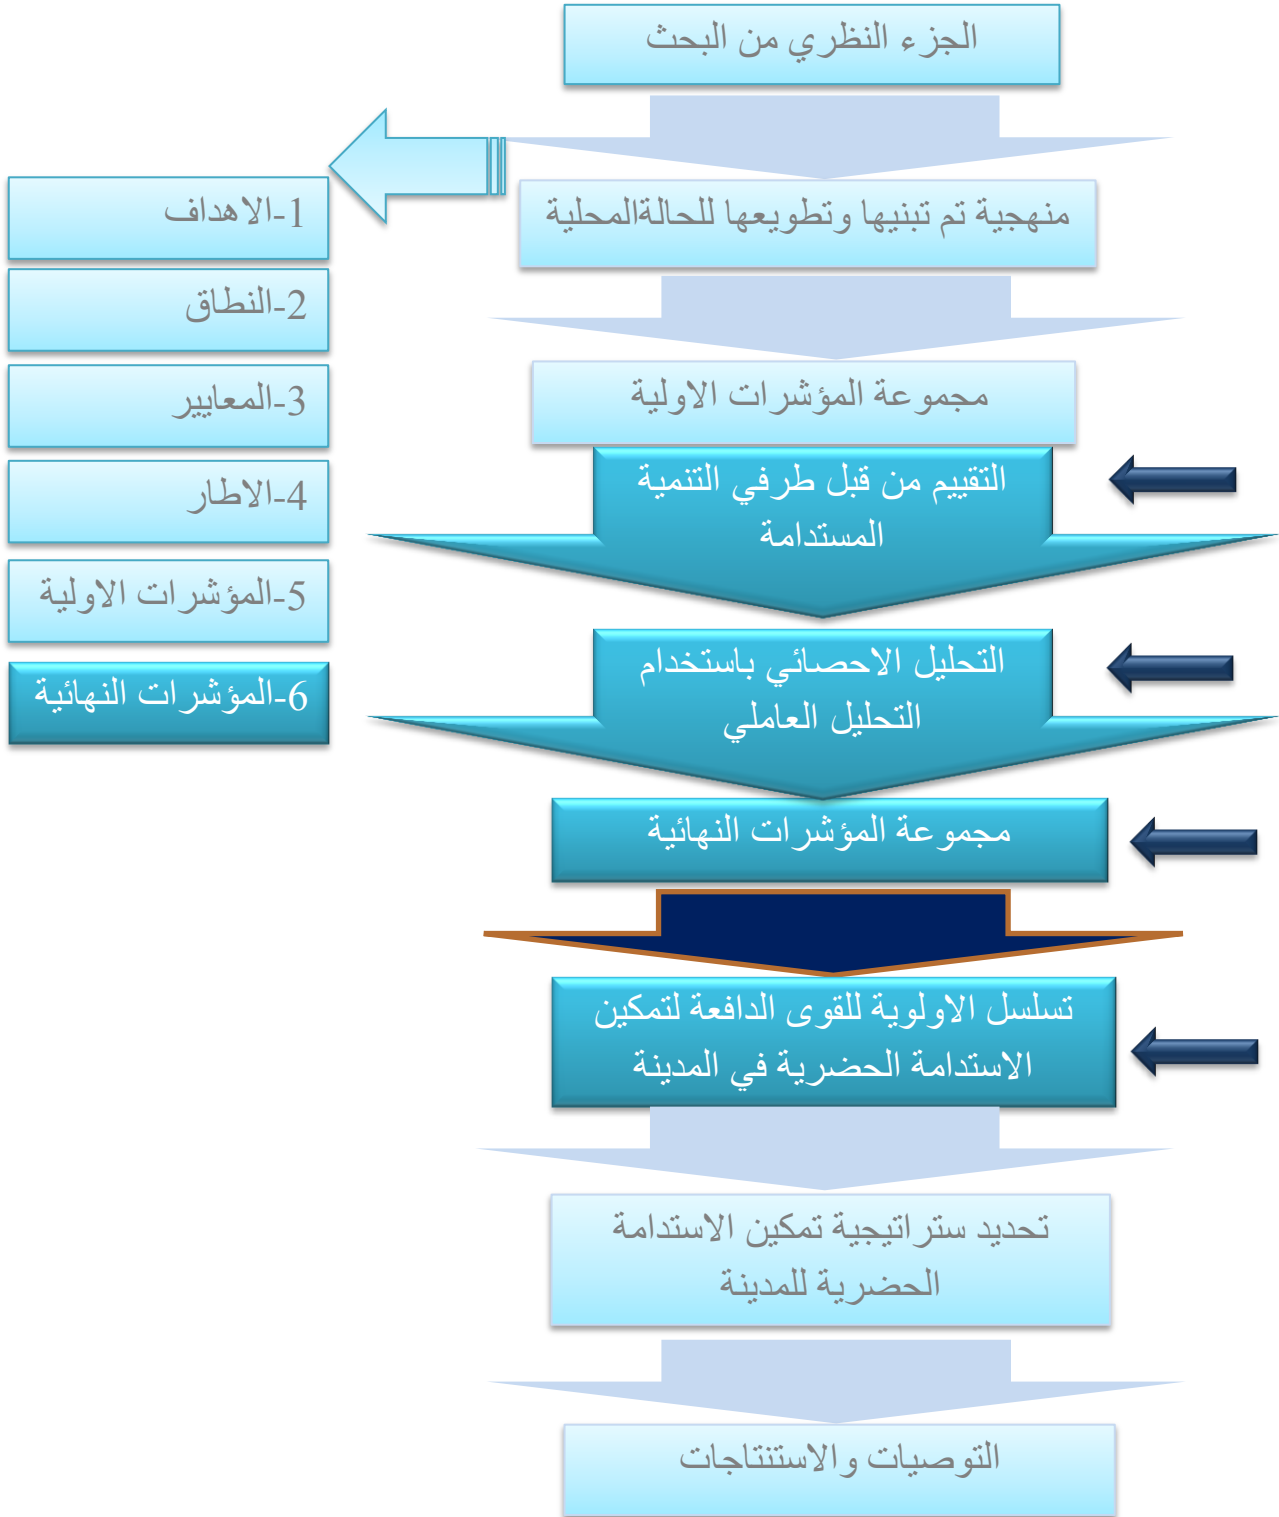 الجزء النظري من البحث
منهجية تم تبنيها وتطويعها للحالةالمحلية
1-الاهداف
2-النطاق
3-المعايير
4-الاطار
5-المؤشرات الاولية
6-المؤشرات النهائية
مجموعة المؤشرات الاولية
التقييم من قبل طرفي التنمية
المستدامة
التحليل الاحصائي باستخدام
التحليل العاملي
مجموعة المؤشرات النهائية
تسلسل الاولوية للقوى الدافعة لتمكين
الاستدامة الحضرية في المدينة
تحديد ستراتيجية تمكين الاستدامة
الحضرية للمدينة
التوصيات والاستنتاجات